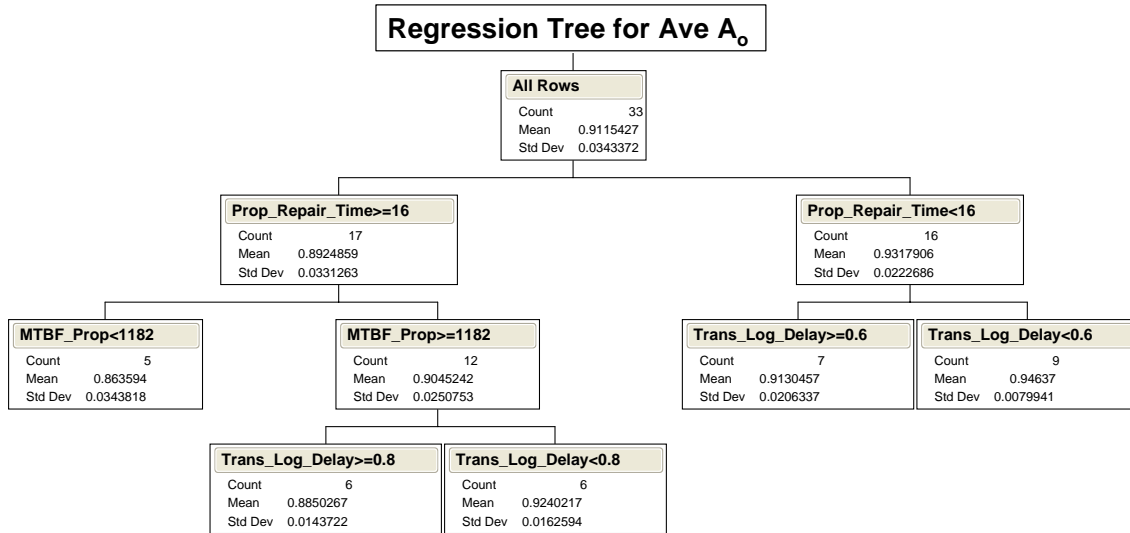 Regression Tree for Ave Ao
All Rows
Count 33
Mean 0.9115427
Std Dev 0.0343372
Prop_Repair_Time>=16
Count 17
Mean 0.8924859
Std Dev 0.0331263
Prop_Repair_Time<16
Count 16
Mean 0.9317906
Std Dev 0.0222686
MTBF_Prop<1182
Count 5
Mean 0.863594
Std Dev 0.0343818
MTBF_Prop>=1182
Count 12
Mean 0.9045242
Std Dev 0.0250753
Trans_Log_Delay>=0.6
Count 7
Mean 0.9130457
Std Dev 0.0206337
Trans_Log_Delay<0.6
Count 9
Mean 0.94637
Std Dev 0.0079941
Trans_Log_Delay>=0.8
Count 6
Mean 0.8850267
Std Dev 0.0143722
Trans_Log_Delay<0.8
Count 6
Mean 0.9240217
Std Dev 0.0162594